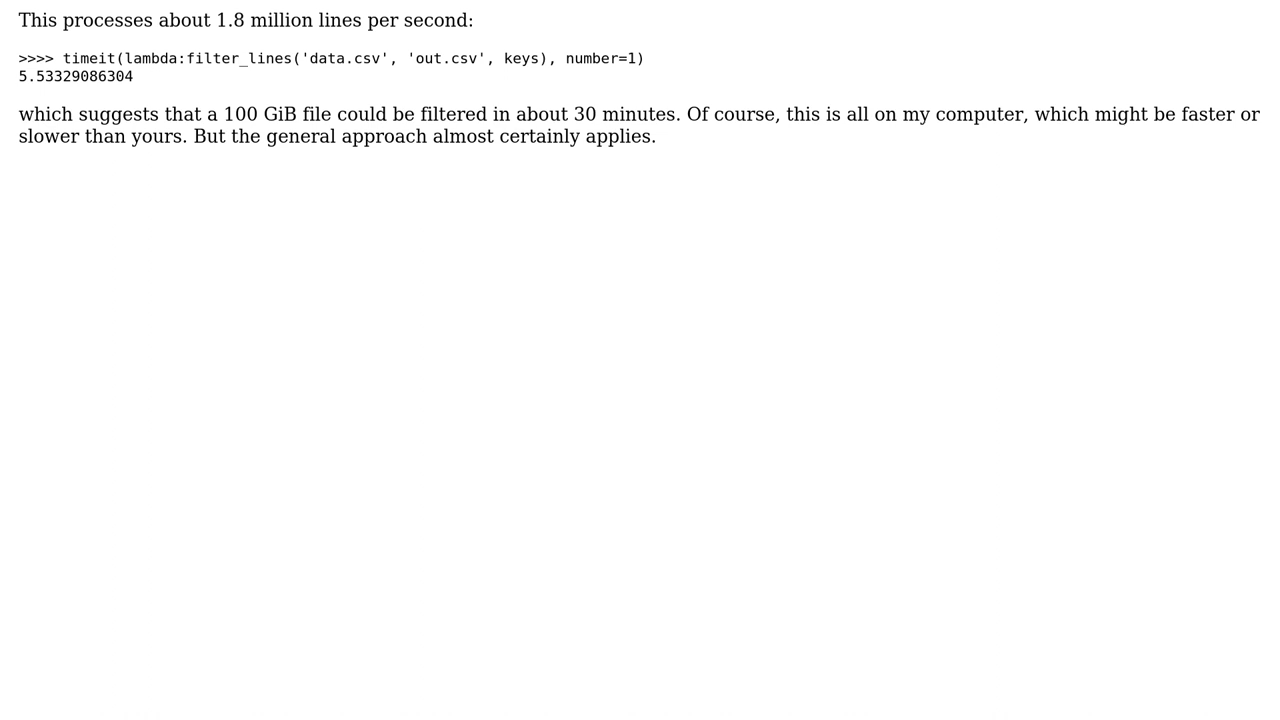 This processes about 1.8 million lines per second:
>>>> timeit(lambda:filter_lines('data.csv', 'out.csv', keys), number=1)
5.53329086304
which suggests that a 100 GiB file could be filtered in about 30 minutes. Of course, this is all on my computer, which might be faster or
slower than yours. But the general approach almost certainly applies.